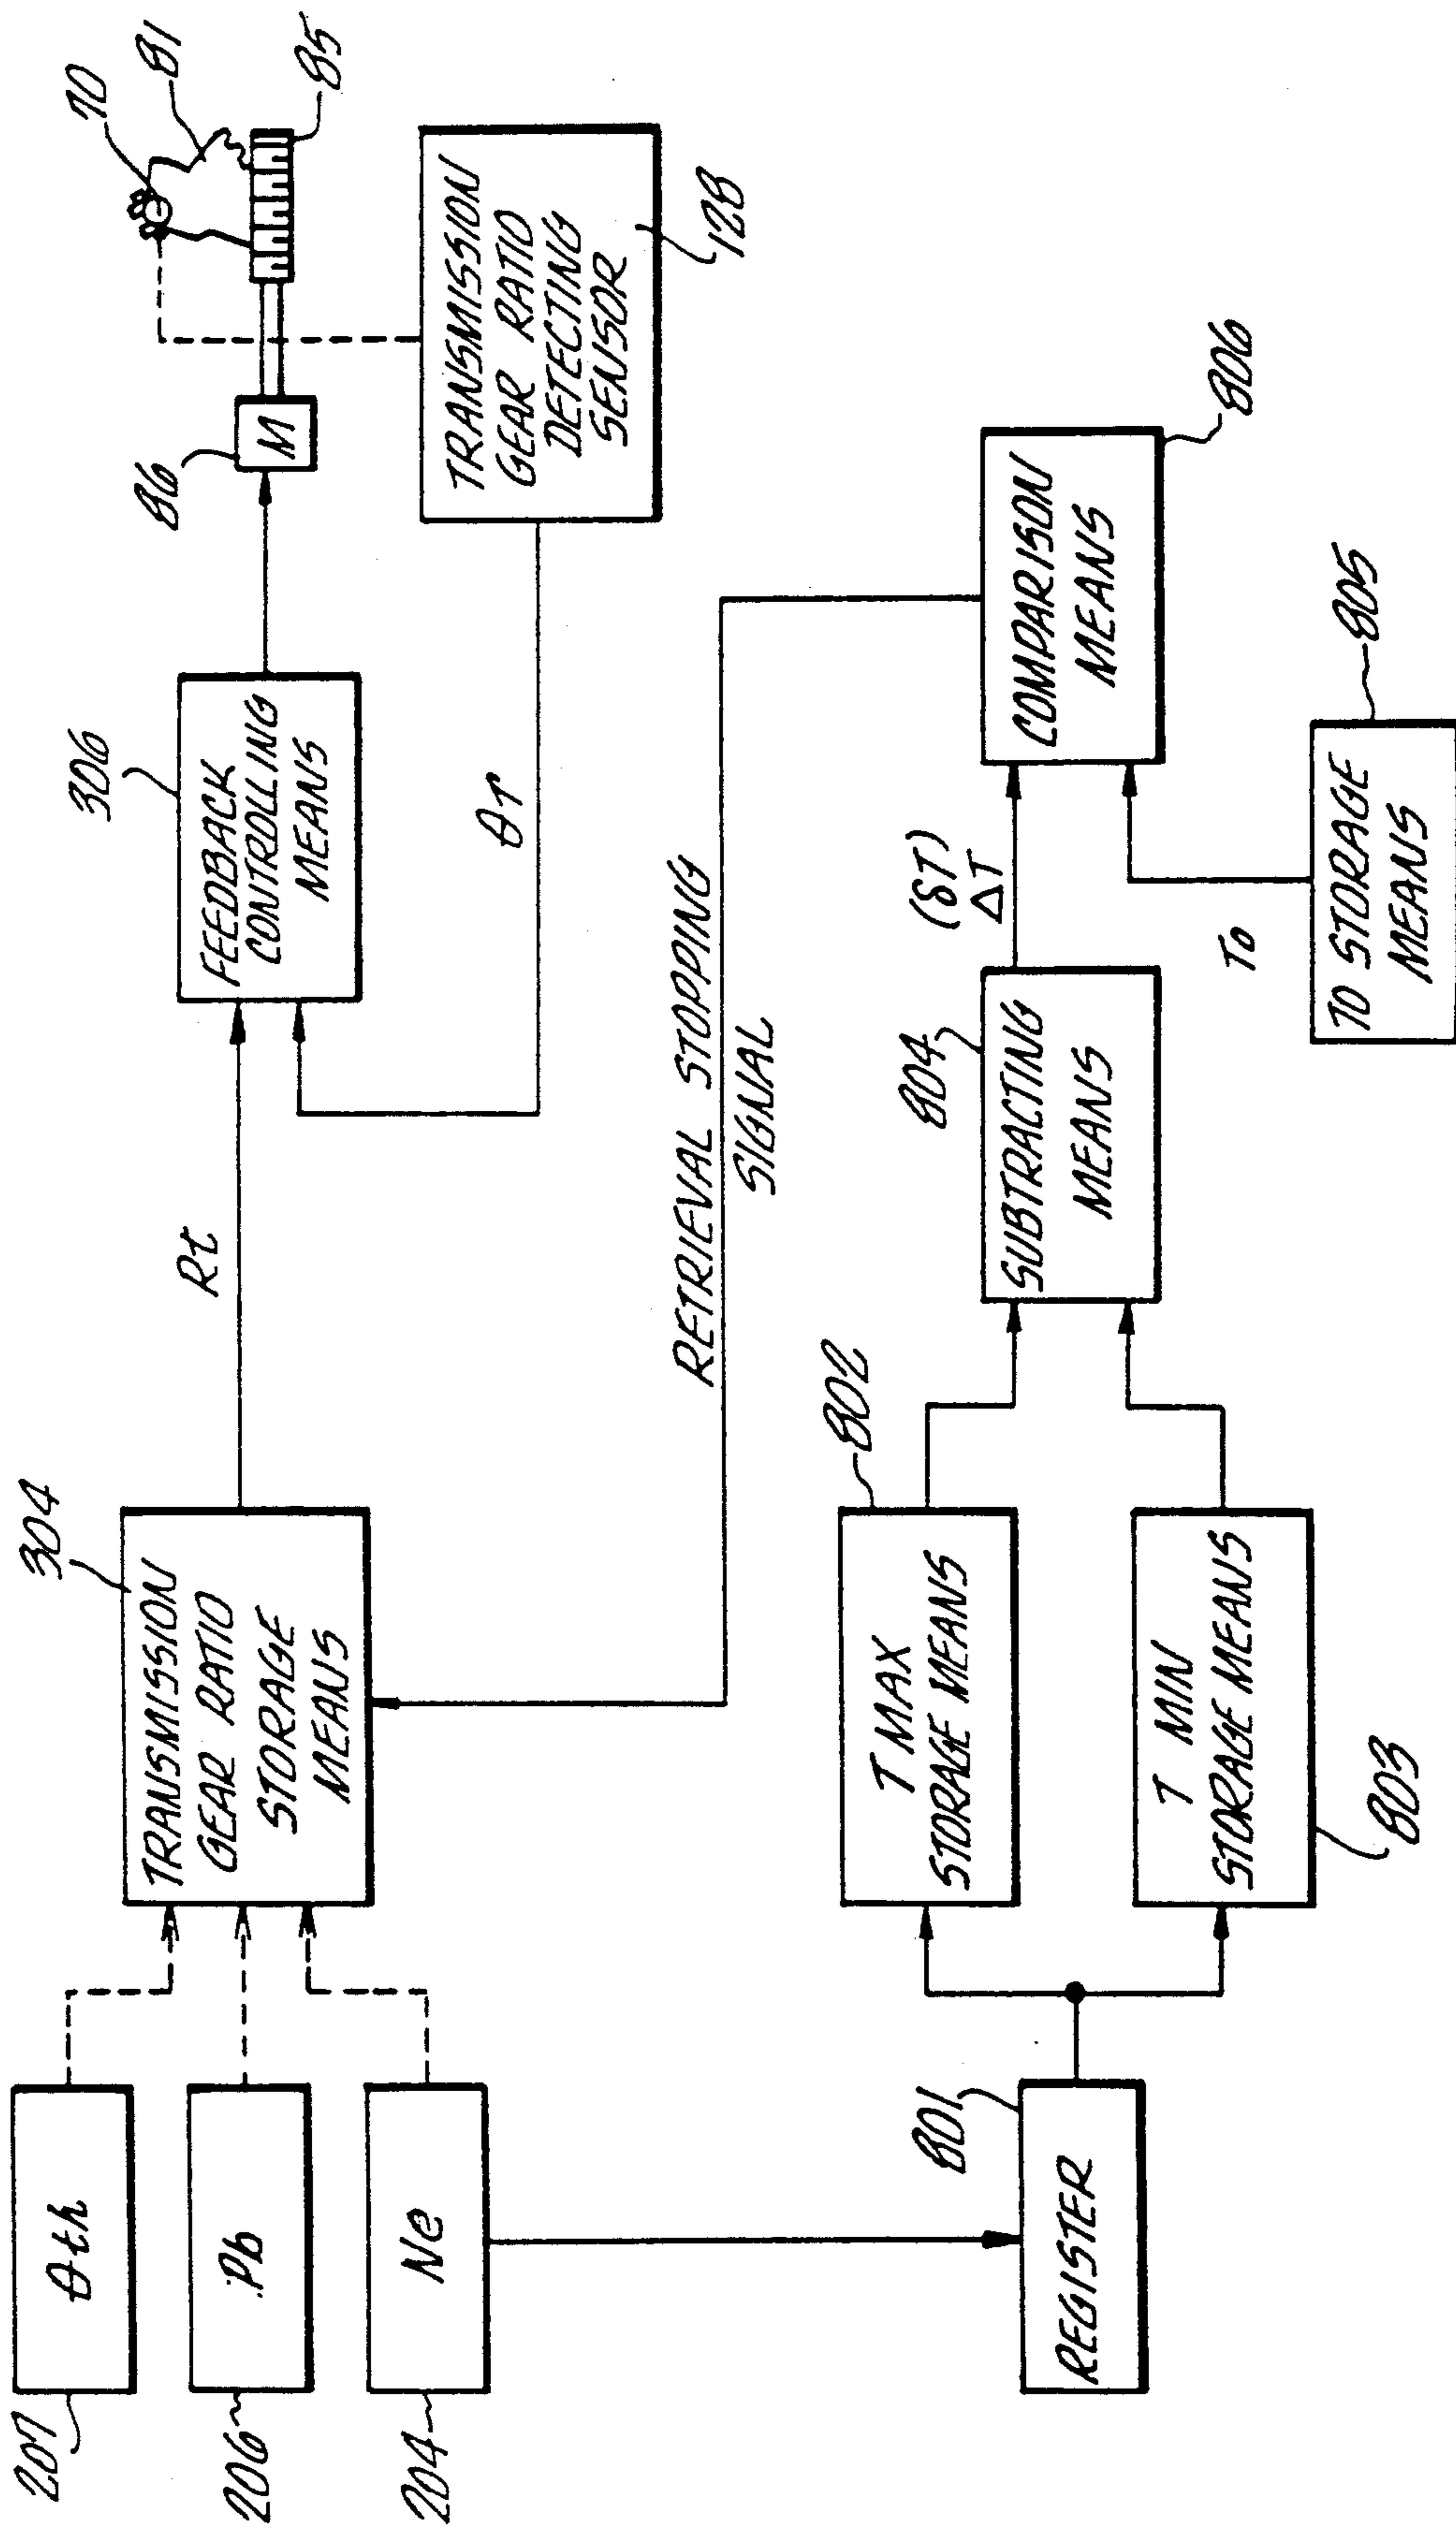 207
θth
206
Pb
204
Ne
304
TRANSMISSION
GEAR RATIO
STORAGE
MEANS
Rt
306
FEEDBACK
CONTROLLING
MEANS
θr
86
M
70
81
85
TRANSMISSION
GEAR RATIO
DETECTING
SENSOR
128
RETRIEVAL STOPPING
SIGNAL
801
REGISTER
802
T MAX
STORAGE MEANS
T MIN
STORAGE MEANS
803
804
SUBTRACTING
MEANS
(δT)
ΔT
To
COMPARISON
MEANS
806
805
TO STORAGE
MEANS